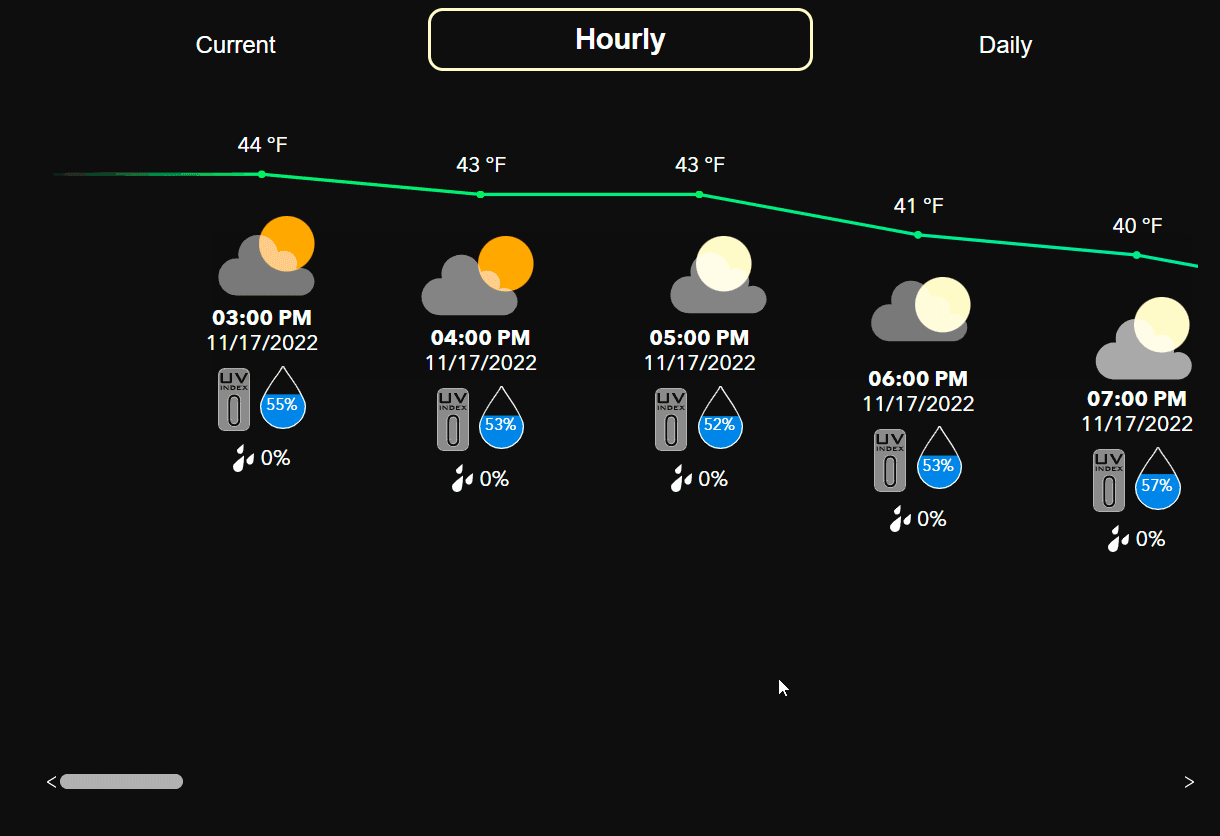 Current
Hourly
Daily
44 °F
43 °F
43 °F
41 °F
40 °F
03:00 PM
11/17/2022
UV
INDEX
0
55%
0%
04:00 PM
11/17/2022
UV
INDEX
0
53%
0%
05:00 PM
11/17/2022
UV
INDEX
0
52%
0%
06:00 PM
11/17/2022
UV
INDEX
0
53%
0%
07:00 PM
11/17/2022
UV
INDEX
0
57%
0%
< >